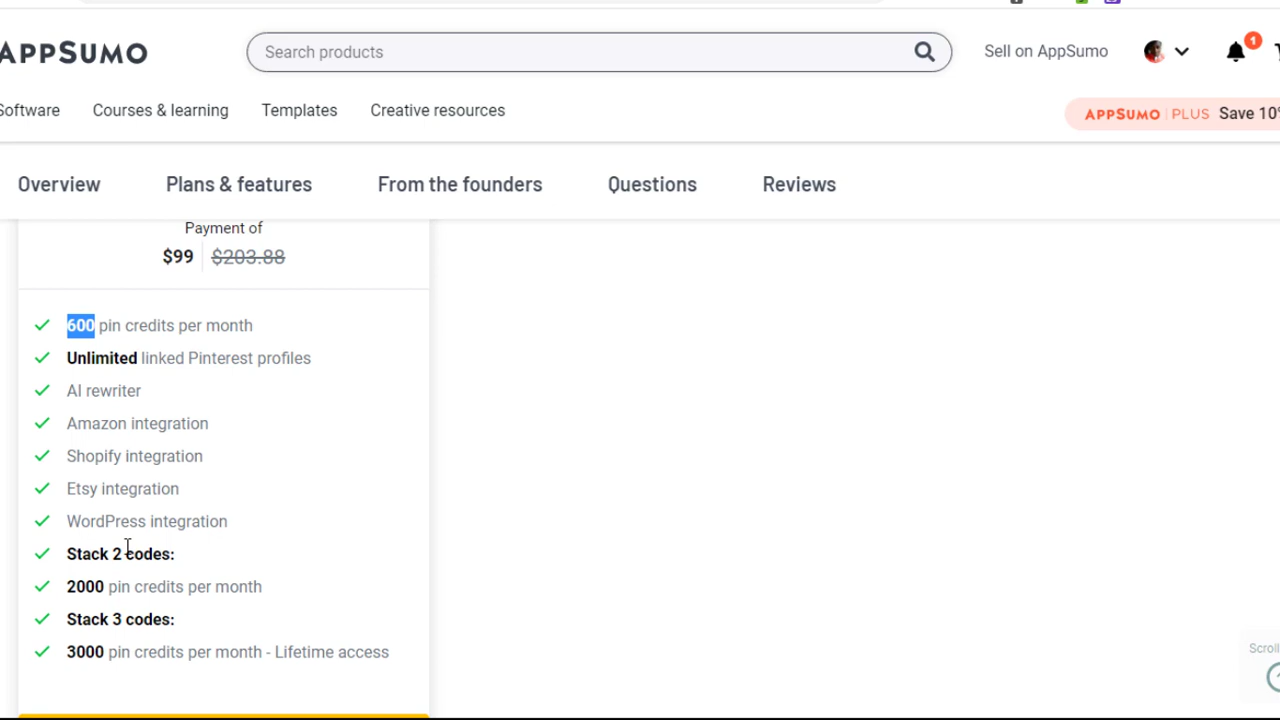 APPSUMO
Search products
Sell on AppSumo
1
Software
Courses & learning
Templates
Creative resources
APPSUMO PLUS Save 10%
Overview
Plans & features
From the founders
Questions
Reviews
Payment of
$99 $203.88
600 pin credits per month
Unlimited linked Pinterest profiles
AI rewriter
Amazon integration
Shopify integration
Etsy integration
WordPress integration
Stack 2 codes:
2000 pin credits per month
Stack 3 codes:
3000 pin credits per month - Lifetime access
Scroll